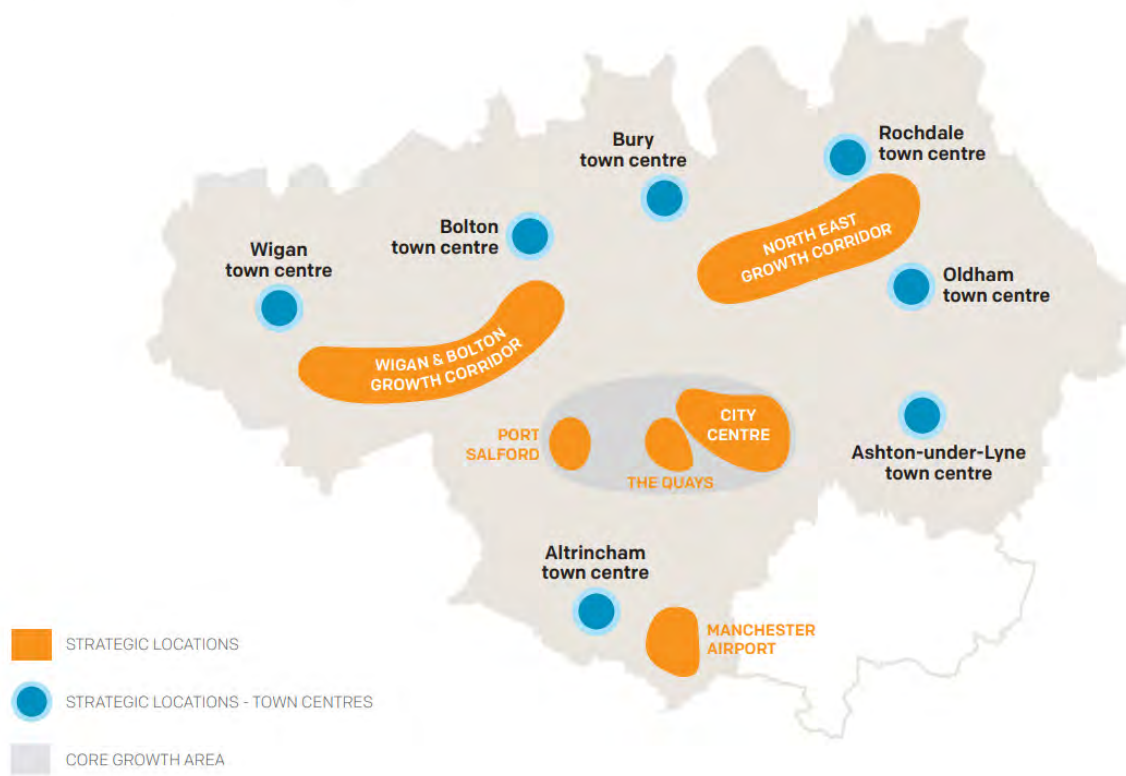 Bury
town centre
Rochdale
town centre
Bolton
town centre
Wigan
town centre
NORTH EAST
GROWTH CORRIDOR
Oldham
town centre
WIGAN & BOLTON
GROWTH CORRIDOR
CITY
CENTRE
PORT
SALFORD
THE QUAYS
Ashton-under-Lyne
town centre
Altrincham
town centre
MANCHESTER
AIRPORT
STRATEGIC LOCATIONS
STRATEGIC LOCATIONS - TOWN CENTRES
CORE GROWTH AREA